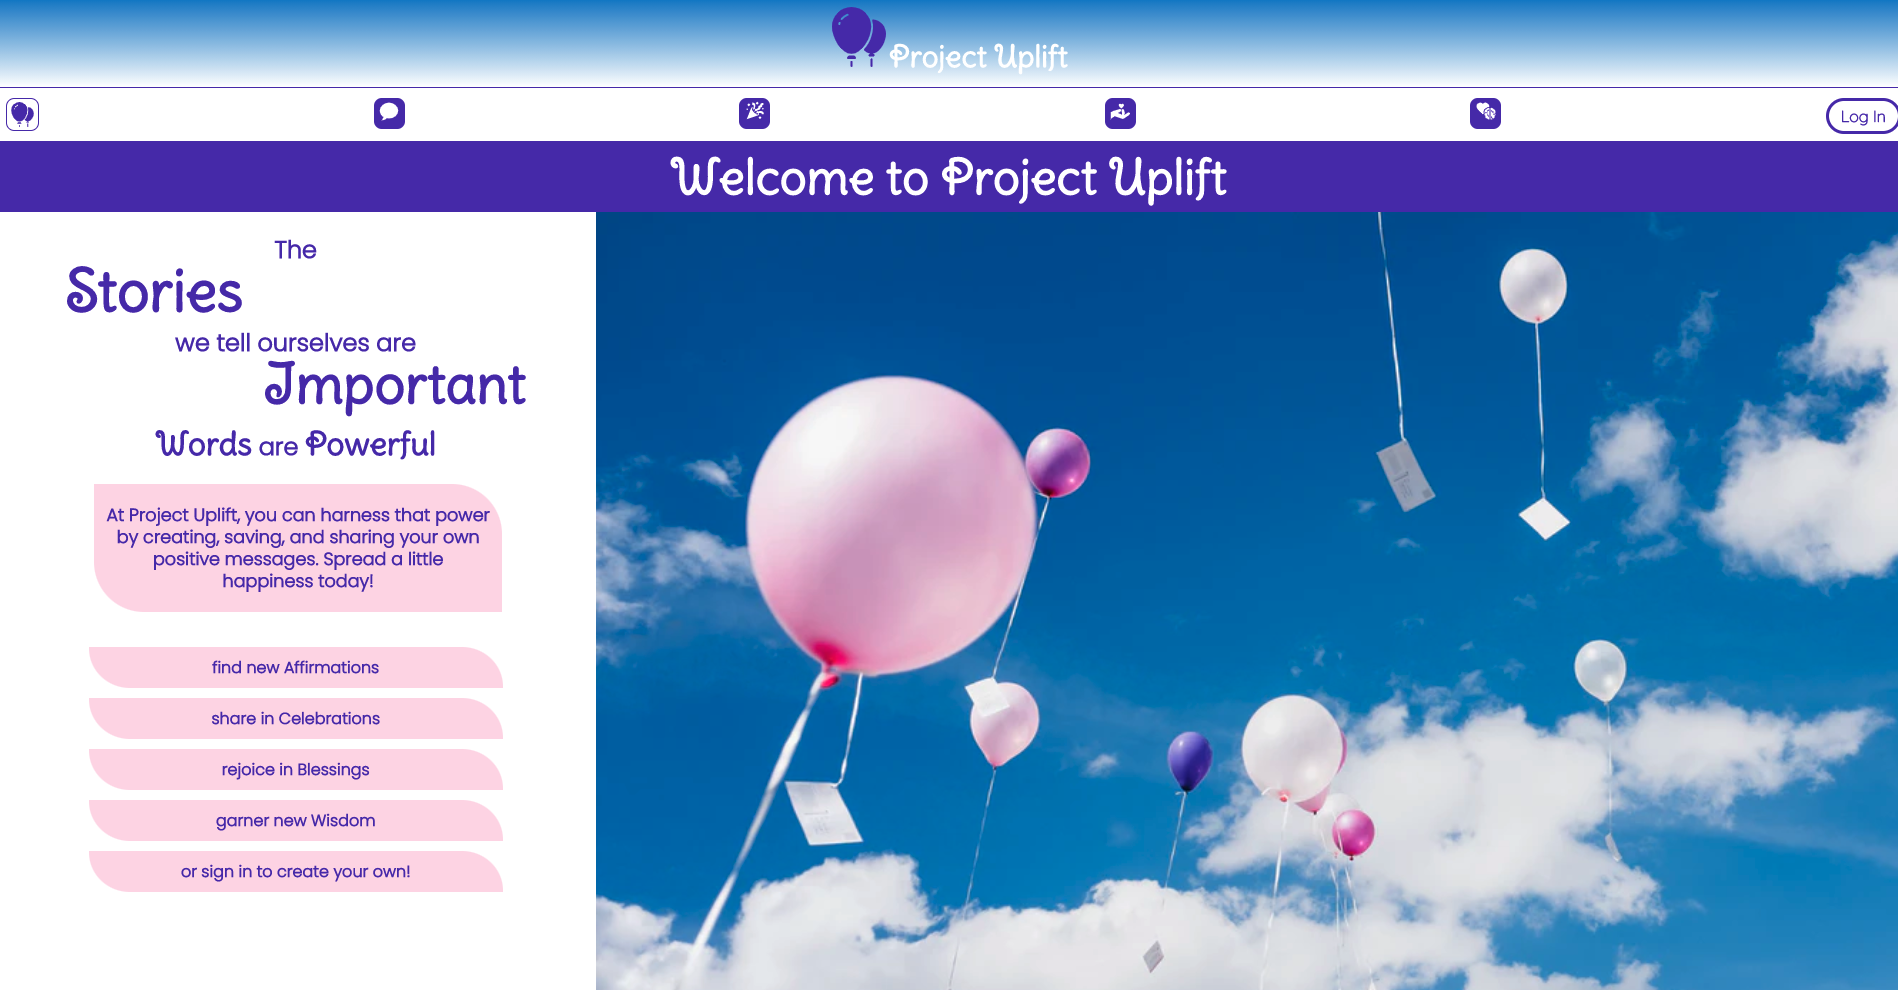 Project Uplift
Log In
Welcome to Project Uplift
The
Stories
we tell ourselves are
Important
Words are Powerful
At Project Uplift, you can harness that power
by creating, saving, and sharing your own
positive messages. Spread a little
happiness today!
find new Affirmations
share in Celebrations
rejoice in Blessings
garner new Wisdom
or sign in to create your own!